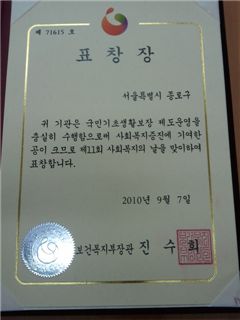 제 71615 호
표 창 장
서울특별시 종로구
귀 기관은 국민기초생활보장 제도운영을
충실히 수행함으로써 사회복지증진에 기여한
공이 크므로 제11회 사회복지의 날을 맞이하여
표창합니다.
2010년 9월 7일
보건복지부장관 진 수 희